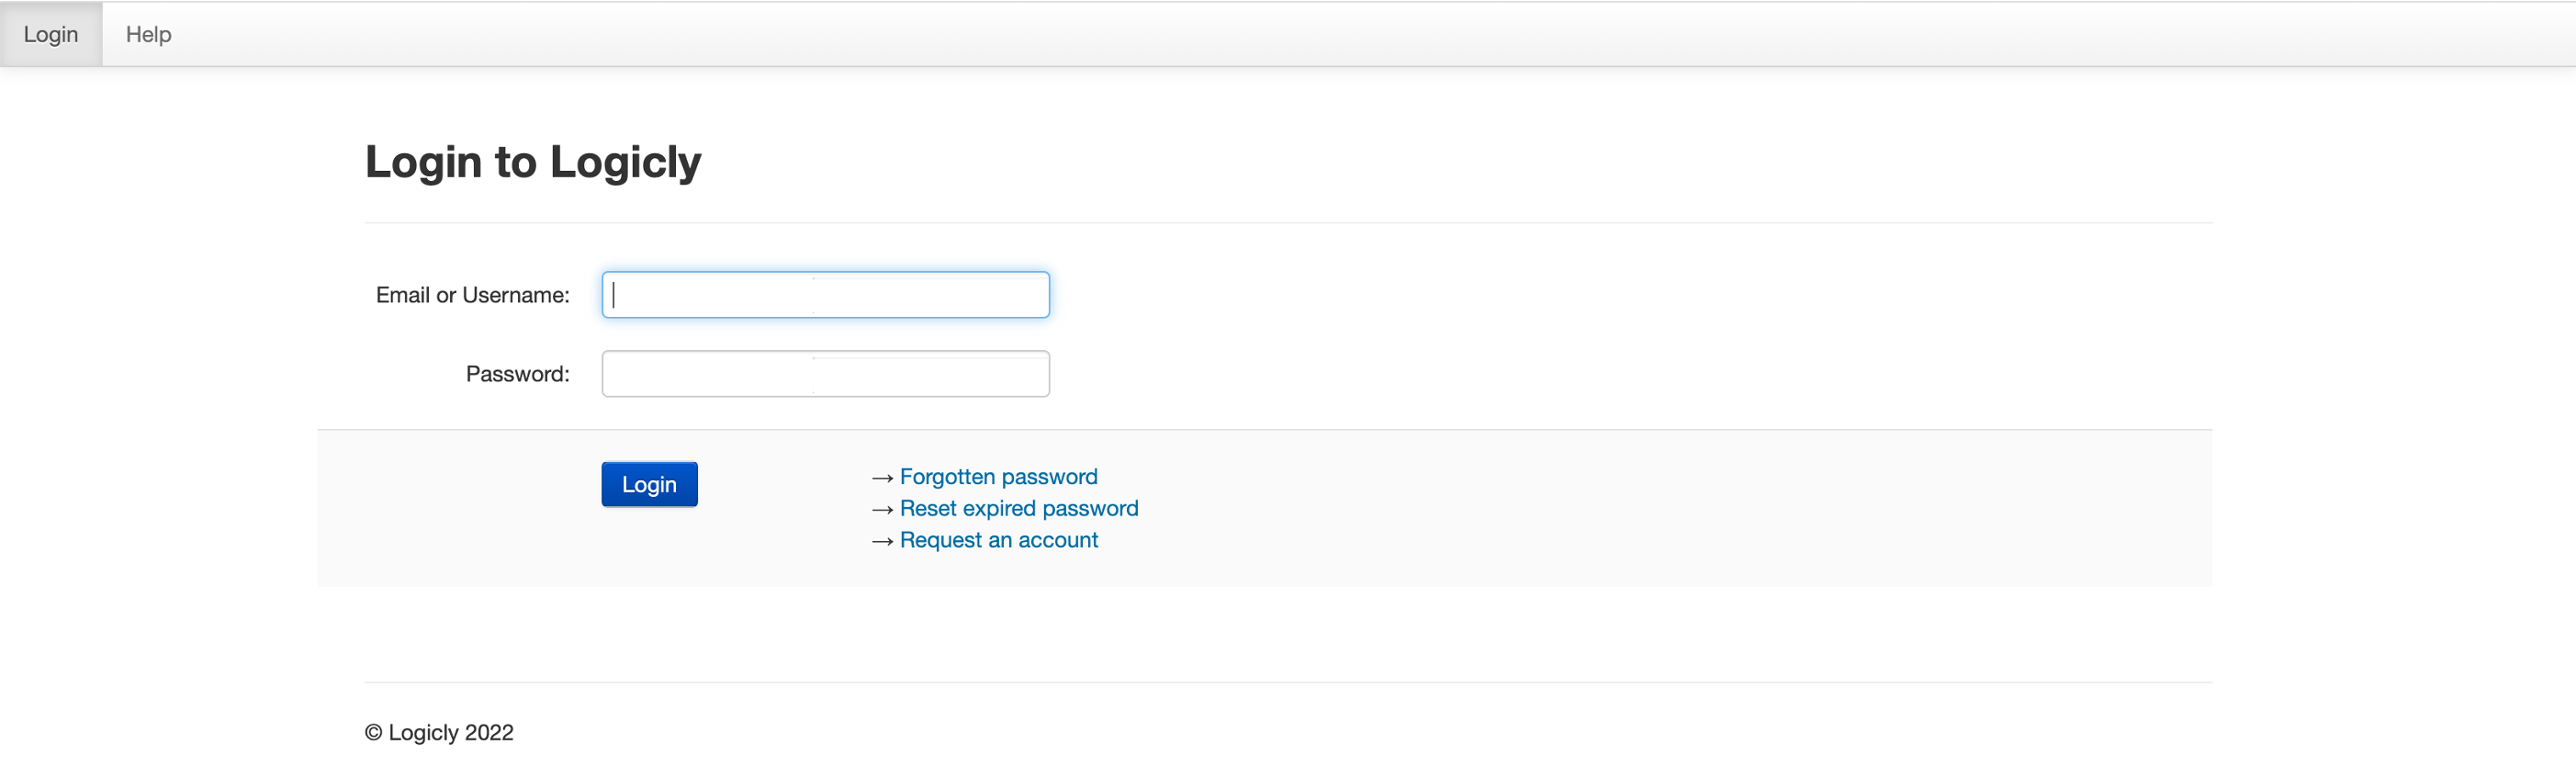 Login Help
Login to Logicly
Email or Username:
Password:
Login
→ Forgotten password
→ Reset expired password
→ Request an account
© Logicly 2022